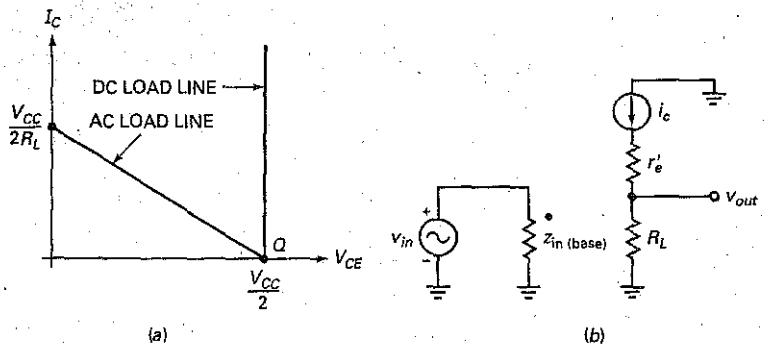 I_C
DC LOAD LINE
AC LOAD LINE
V_CC
2R_L
Q
V_CE
V_CC
2
(a)
i_c
r'_e
v_out
R_L
+
v_in
−
z_in (base)
(b)